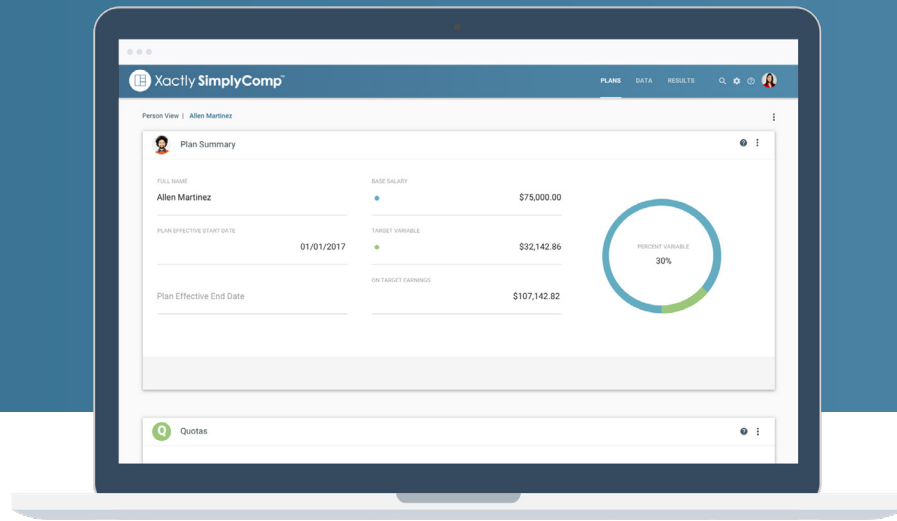 Xactly SimplyComp™
PLANS DATA RESULTS
Person View | Allen Martinez
Plan Summary
FULL NAME
Allen Martinez
BASE SALARY
$75,000.00
PLAN EFFECTIVE START DATE
01/01/2017
TARGET VARIABLE
$32,142.86
Plan Effective End Date
ON TARGET EARNINGS
$107,142.82
PERCENT VARIABLE
30%
Q Quotas